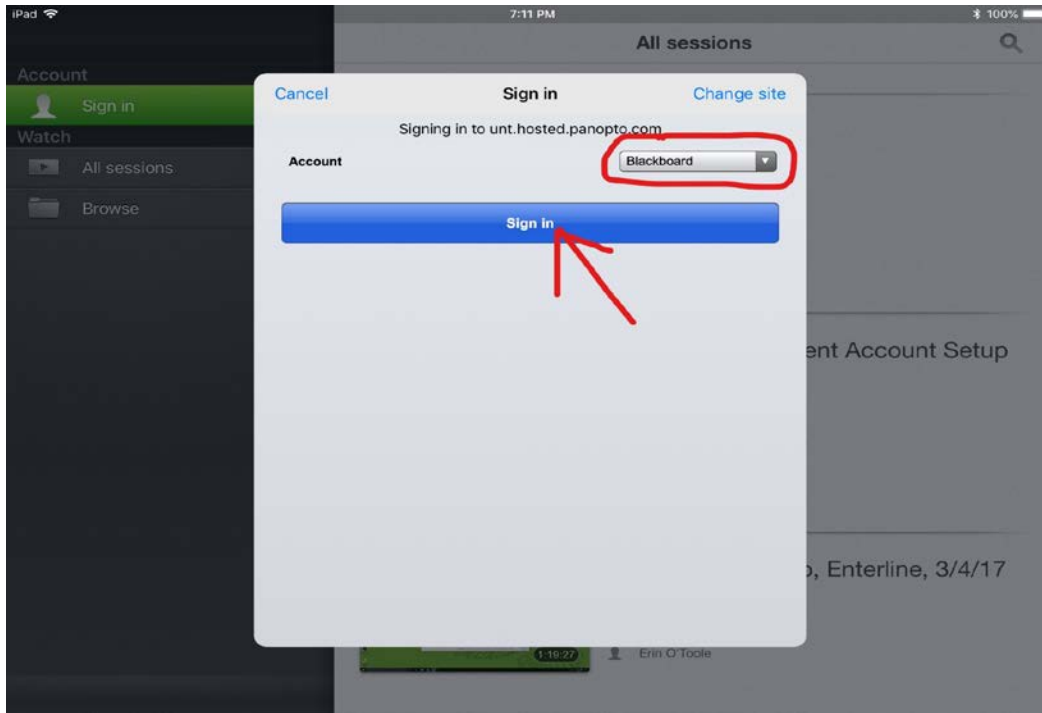 iPad 7:11 PM 100%
All sessions
Account
Sign in
Watch
All sessions
Browse
Cancel Sign in Change site
Signing in to unt.hosted.panopto.com
Account Blackboard
Sign in
ent Account Setup
, Enterline, 3/4/17
1:19:27 Erin O'Toole